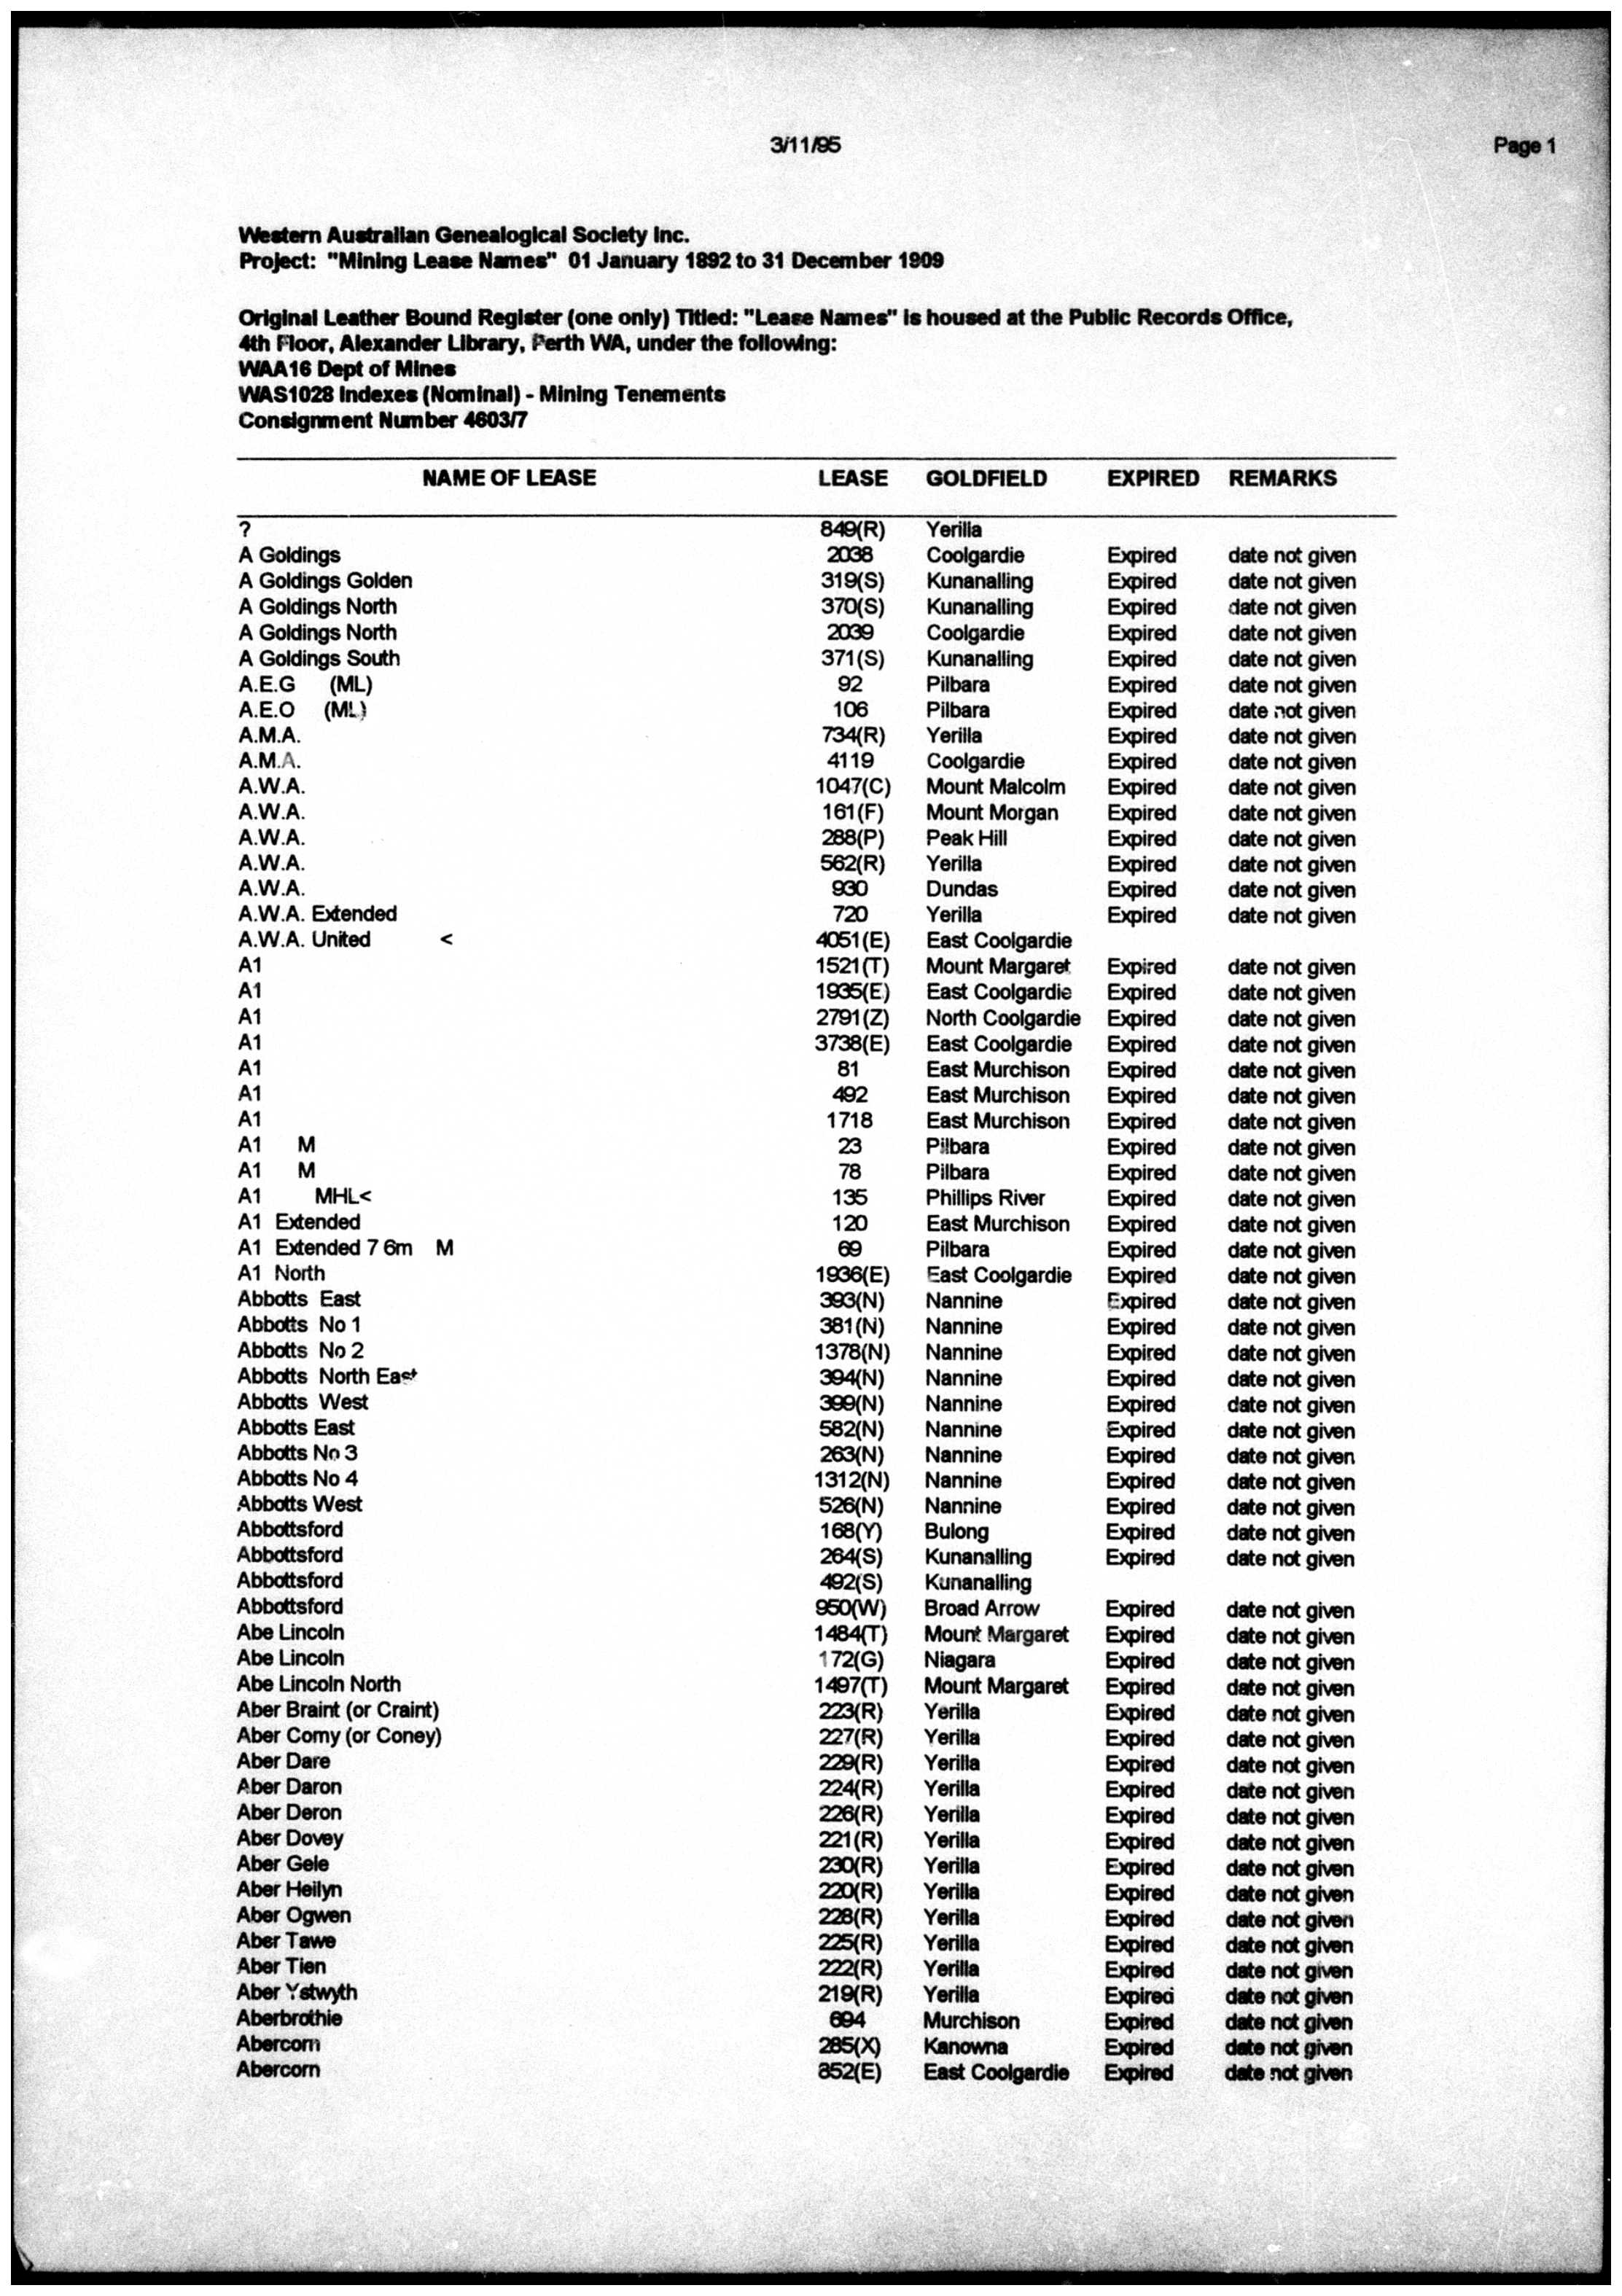 3/11/95 Page 1
Western Australian Genealogical Society Inc.
Project: "Mining Lease Names" 01 January 1892 to 31 December 1909
Original Leather Bound Register (one only) Titled: "Lease Names" is housed at the Public Records Office,
4th Floor, Alexander Library, Perth WA, under the following:
WAA16 Dept of Mines
WAS1028 Indexes (Nominal) - Mining Tenements
Consignment Number 4603/7
NAME OF LEASE LEASE GOLDFIELD EXPIRED REMARKS
? 849(R) Yerilla
A Goldings 2038 Coolgardie Expired date not given
A Goldings Golden 319(S) Kunanalling Expired date not given
A Goldings North 370(S) Kunanalling Expired date not given
A Goldings North 2039 Coolgardie Expired date not given
A Goldings South 371(S) Kunanalling Expired date not given
A.E.G (ML) 92 Pilbara Expired date not given
A.E.O (ML) 106 Pilbara Expired date not given
A.M.A. 734(R) Yerilla Expired date not given
A.M.A. 4119 Coolgardie Expired date not given
A.W.A. 1047(C) Mount Malcolm Expired date not given
A.W.A. 161(F) Mount Morgan Expired date not given
A.W.A. 288(P) Peak Hill Expired date not given
A.W.A. 562(R) Yerilla Expired date not given
A.W.A. 930 Dundas Expired date not given
A.W.A. Extended 720 Yerilla Expired date not given
A.W.A. United < 4051(E) East Coolgardie
A1 1521(T) Mount Margaret Expired date not given
A1 1935(E) East Coolgardie Expired date not given
A1 2791(Z) North Coolgardie Expired date not given
A1 3738(E) East Coolgardie Expired date not given
A1 81 East Murchison Expired date not given
A1 492 East Murchison Expired date not given
A1 1718 East Murchison Expired date not given
A1 M 23 Pilbara Expired date not given
A1 M 78 Pilbara Expired date not given
A1 MHL< 135 Phillips River Expired date not given
A1 Extended 120 East Murchison Expired date not given
A1 Extended 7 6m M 69 Pilbara Expired date not given
A1 North 1936(E) East Coolgardie Expired date not given
Abbotts East 393(N) Nannine Expired date not given
Abbotts No 1 381(N) Nannine Expired date not given
Abbotts No 2 1378(N) Nannine Expired date not given
Abbotts North East 394(N) Nannine Expired date not given
Abbotts West 399(N) Nannine Expired date not given
Abbotts East 582(N) Nannine Expired date not given
Abbotts No 3 263(N) Nannine Expired date not given
Abbotts No 4 1312(N) Nannine Expired date not given
Abbotts West 526(N) Nannine Expired date not given
Abbottsford 168(Y) Bulong Expired date not given
Abbottsford 264(S) Kunanalling Expired date not given
Abbottsford 492(S) Kunanalling
Abbottsford 950(W) Broad Arrow Expired date not given
Abe Lincoln 1484(T) Mount Margaret Expired date not given
Abe Lincoln 172(G) Niagara Expired date not given
Abe Lincoln North 1497(T) Mount Margaret Expired date not given
Aber Braint (or Craint) 223(R) Yerilla Expired date not given
Aber Comy (or Coney) 227(R) Yerilla Expired date not given
Aber Dare 229(R) Yerilla Expired date not given
Aber Daron 224(R) Yerilla Expired date not given
Aber Deron 226(R) Yerilla Expired date not given
Aber Dovey 221(R) Yerilla Expired date not given
Aber Gele 230(R) Yerilla Expired date not given
Aber Heilyn 220(R) Yerilla Expired date not given
Aber Ogwen 228(R) Yerilla Expired date not given
Aber Tawe 225(R) Yerilla Expired date not given
Aber Tien 222(R) Yerilla Expired date not given
Aber Ystwyth 219(R) Yerilla Expired date not given
Aberbrothie 694 Murchison Expired date not given
Abercorn 285(X) Kanowna Expired date not given
Abercorn 852(E) East Coolgardie Expired date not given